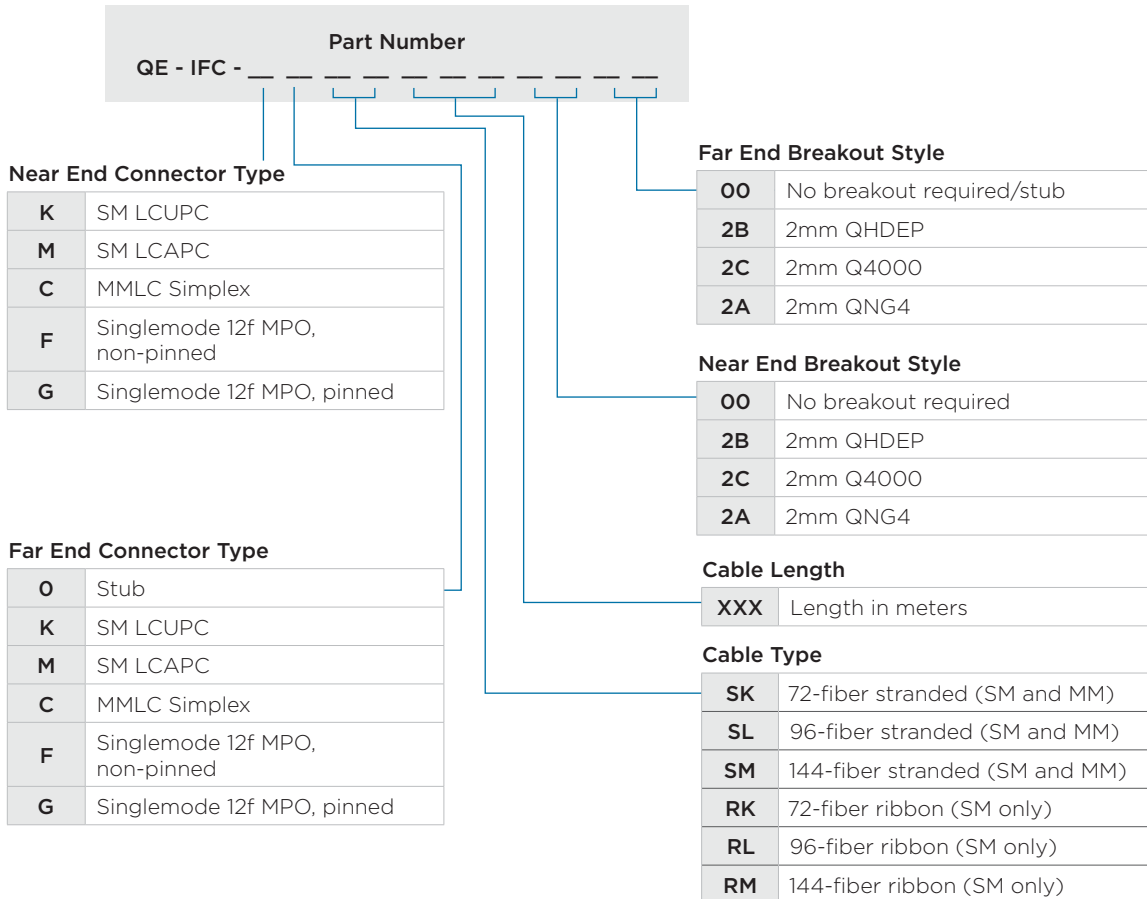 Part Number
QE - IFC - __ __ __ __ __ __ __ __ __ __ __
Near End Connector Type
K SM LCUPC
M SM LCAPC
C MMLC Simplex
F Singlemode 12f MPO,
non-pinned
G Singlemode 12f MPO, pinned
Far End Connector Type
0 Stub
K SM LCUPC
M SM LCAPC
C MMLC Simplex
F Singlemode 12f MPO,
non-pinned
G Singlemode 12f MPO, pinned
Far End Breakout Style
00 No breakout required/stub
2B 2mm QHDEP
2C 2mm Q4000
2A 2mm QNG4
Near End Breakout Style
00 No breakout required
2B 2mm QHDEP
2C 2mm Q4000
2A 2mm QNG4
Cable Length
XXX Length in meters
Cable Type
SK 72-fiber stranded (SM and MM)
SL 96-fiber stranded (SM and MM)
SM 144-fiber stranded (SM and MM)
RK 72-fiber ribbon (SM only)
RL 96-fiber ribbon (SM only)
RM 144-fiber ribbon (SM only)